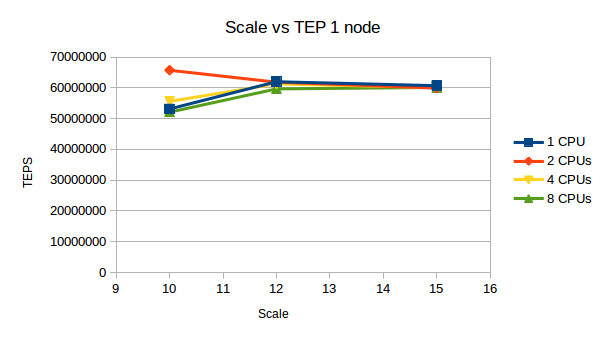 Scale vs TEP 1 node
70000000
60000000
50000000
40000000
30000000
20000000
10000000
0
TEPS
9 10 11 12 13 14 15 16
Scale
1 CPU
2 CPUs
4 CPUs
8 CPUs